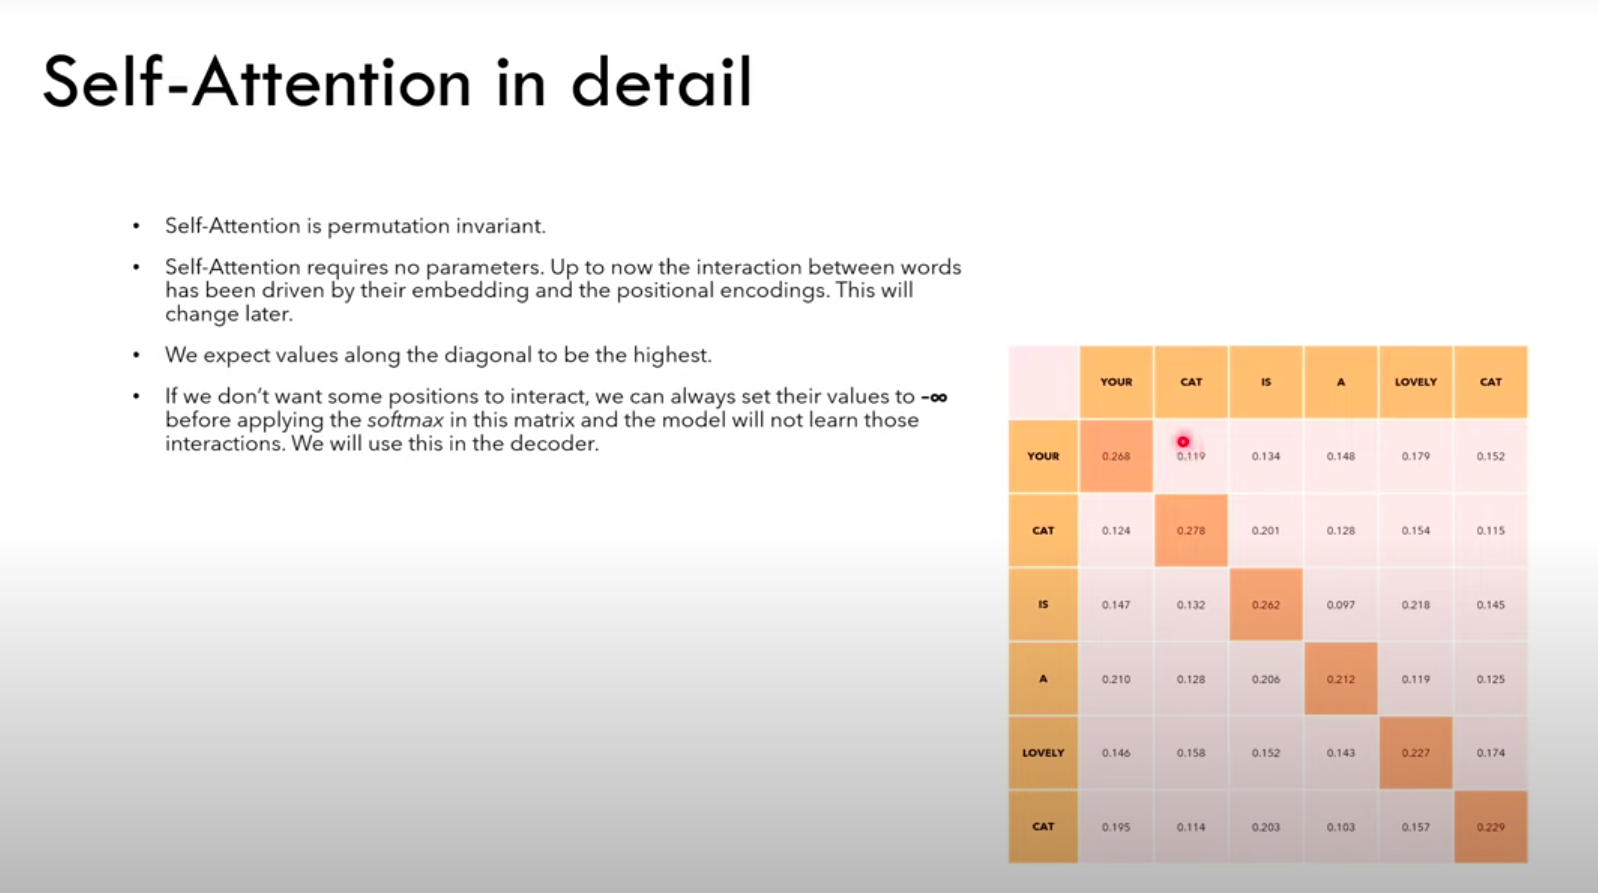 Self-Attention in detail
• Self-Attention is permutation invariant.
• Self-Attention requires no parameters. Up to now the interaction between words
has been driven by their embedding and the positional encodings. This will
change later.
• We expect values along the diagonal to be the highest.
• If we don’t want some positions to interact, we can always set their values to -∞
before applying the softmax in this matrix and the model will not learn those
interactions. We will use this in the decoder.
YOUR CAT IS A LOVELY CAT
YOUR 0.268 0.119 0.134 0.148 0.179 0.152
CAT 0.124 0.278 0.201 0.128 0.154 0.115
IS 0.147 0.132 0.262 0.097 0.218 0.145
A 0.210 0.128 0.206 0.212 0.119 0.125
LOVELY 0.146 0.158 0.152 0.143 0.227 0.174
CAT 0.195 0.114 0.203 0.103 0.157 0.229